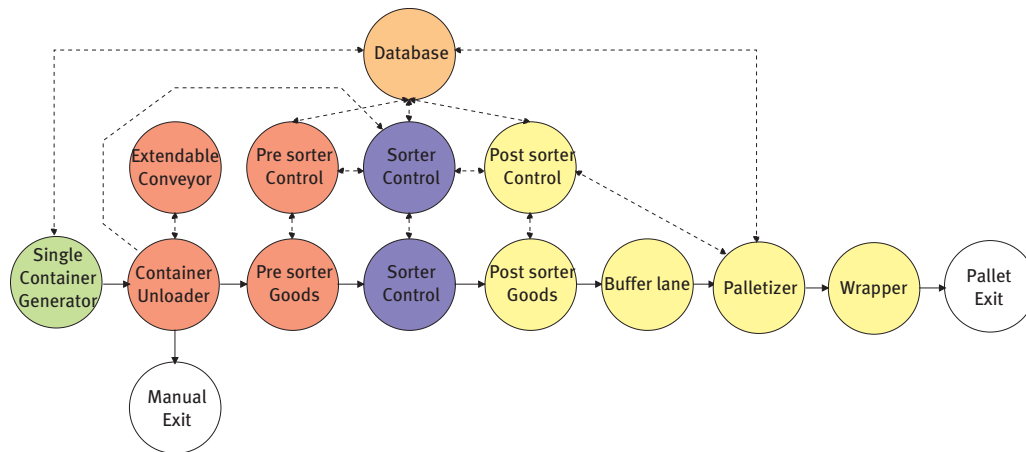 Database
Extendable
Conveyor
Pre sorter
Control
Sorter
Control
Post sorter
Control
Single
Container
Generator
Container
Unloader
Pre sorter
Goods
Sorter
Control
Post sorter
Goods
Buffer lane
Palletizer
Wrapper
Pallet
Exit
Manual
Exit